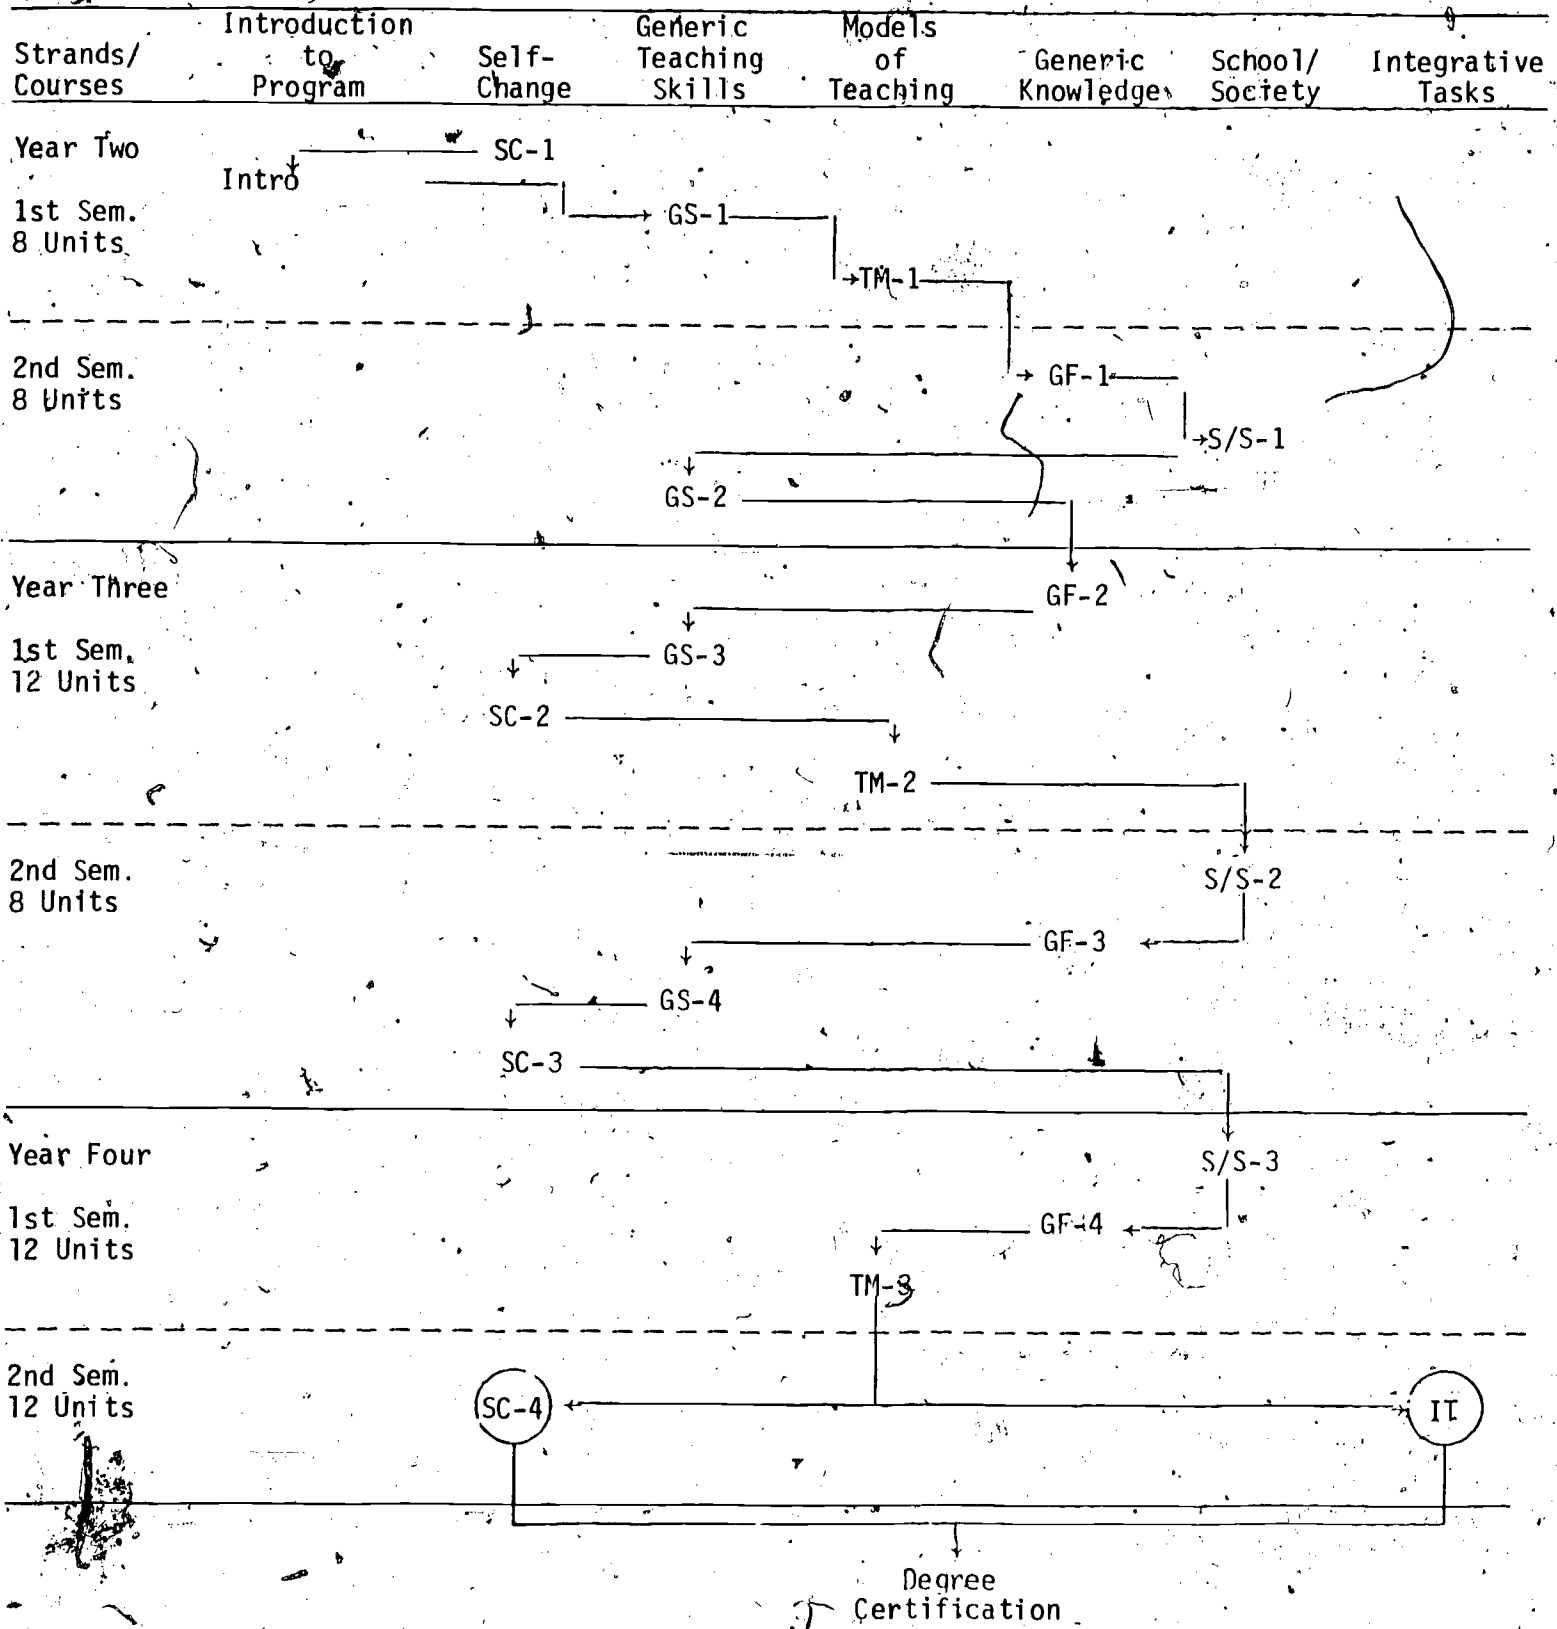 Strands/ Courses
Introduction to Program
Self- Change
Generic Teaching Skills
Models of Teaching
Generic Knowledge
School/ Society
Integrative Tasks
Year Two
SC-1
Intro
1st Sem.
8 Units
GS-1
TM-1
2nd Sem.
8 Units
GF-1
S/S-1
GS-2
Year Three
GF-2
1st Sem.
12 Units
GS-3
SC-2
TM-2
2nd Sem.
8 Units
S/S-2
GF-3
GS-4
SC-3
Year Four
S/S-3
1st Sem.
12 Units
GF-4
TM-3
2nd Sem.
12 Units
SC-4
IT
Degree
Certification